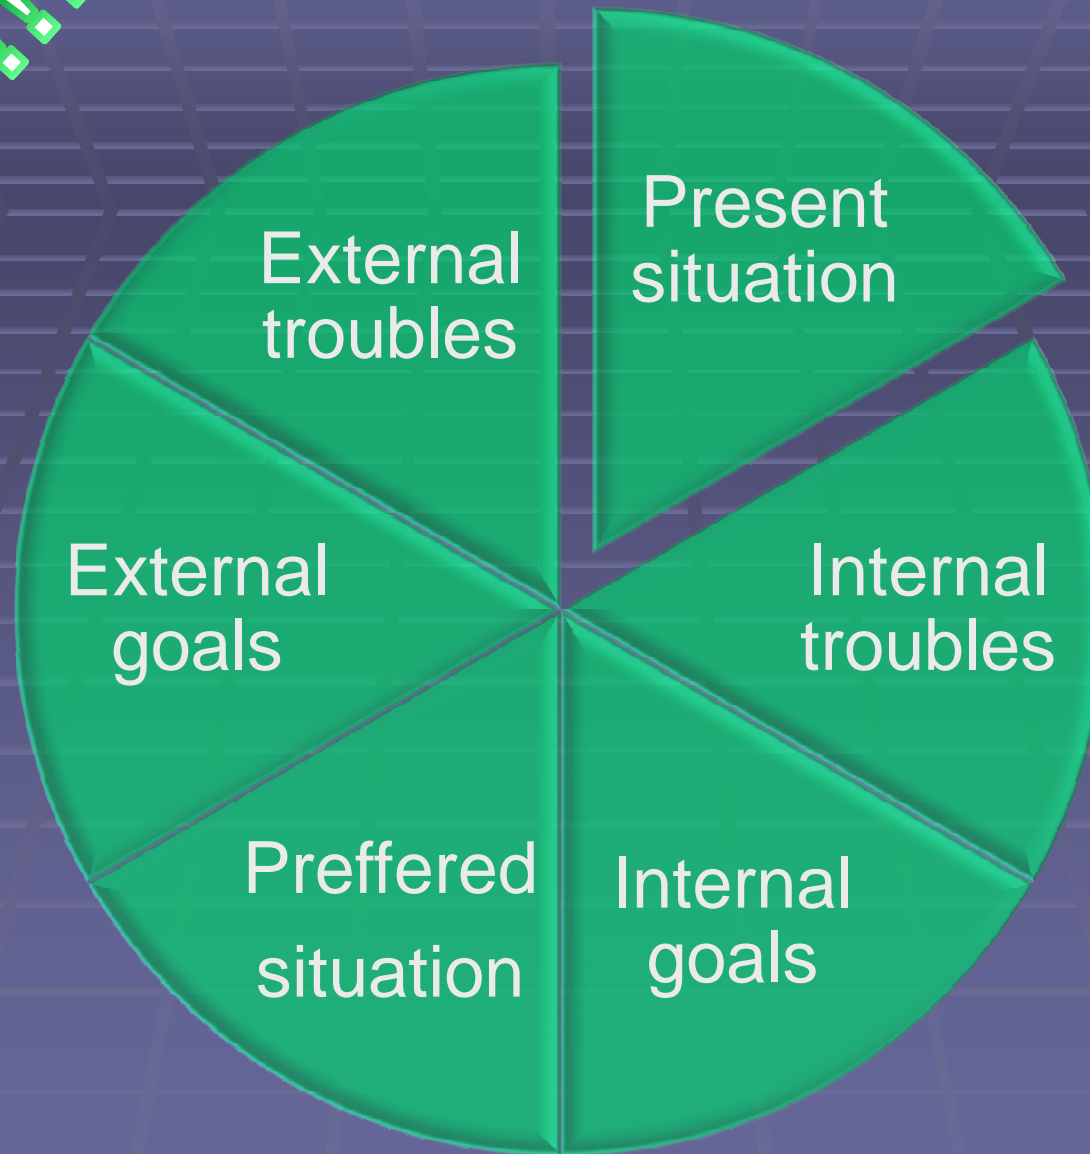 Present
situation
Internal
troubles
Internal
goals
Preffered
situation
External
goals
External
troubles